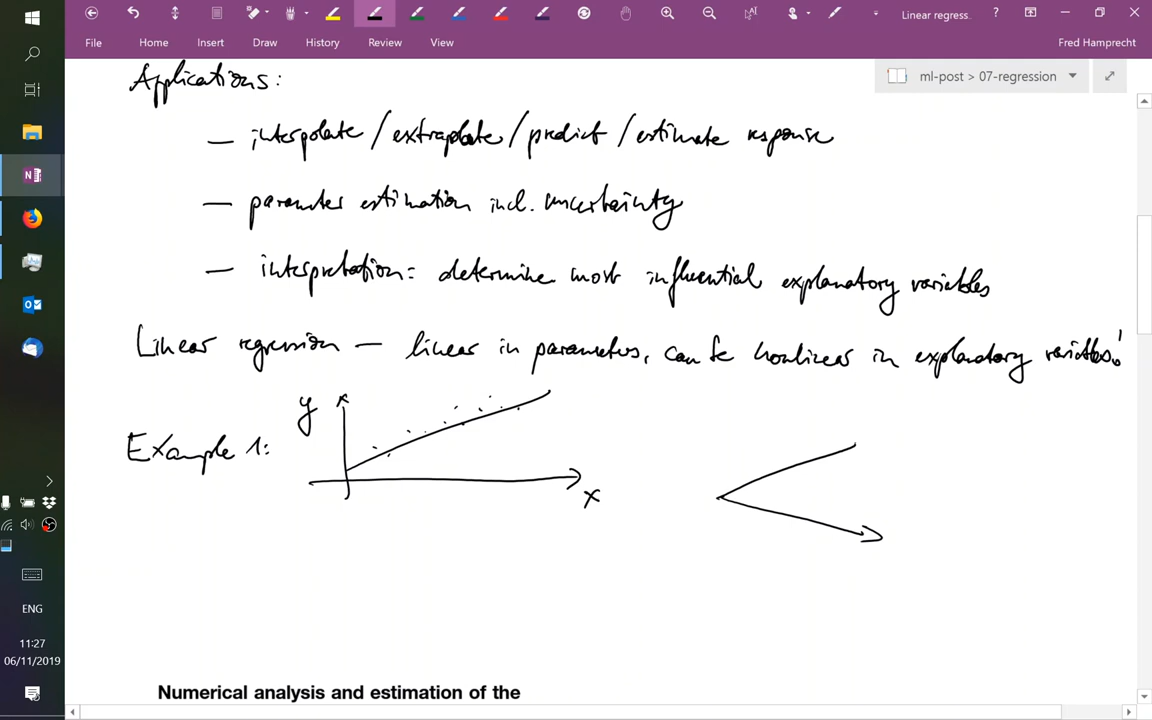 Linear regress.
File Home Insert Draw History Review View
Fred Hamprecht
ml-post > 07-regression
Applications:
— interpolate / extrapolate / predict / estimate response
— parameter estimation incl. uncertainty
— interpretation: determine most influential explanatory variables
Linear regression — linear in parameters, can be nonlinear in explanatory variables!
y
Example 1:
x
ENG
11:27
06/11/2019
Numerical analysis and estimation of the